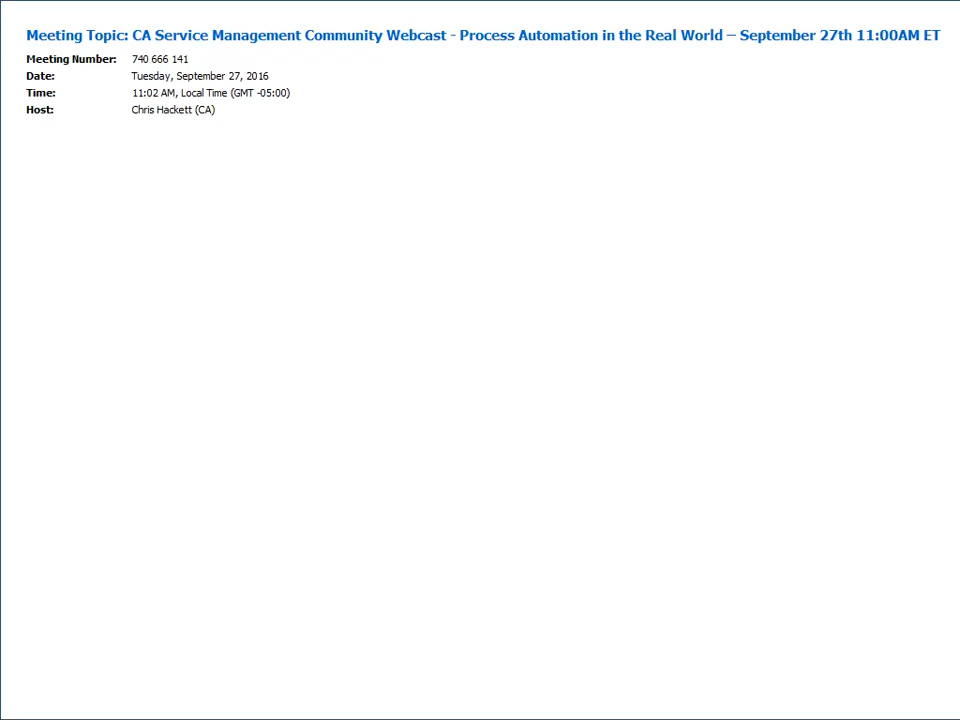 Meeting Topic: CA Service Management Community Webcast - Process Automation in the Real World – September 27th 11:00AM ET
Meeting Number: 740 666 141
Date: Tuesday, September 27, 2016
Time: 11:02 AM, Local Time (GMT -05:00)
Host: Chris Hackett (CA)